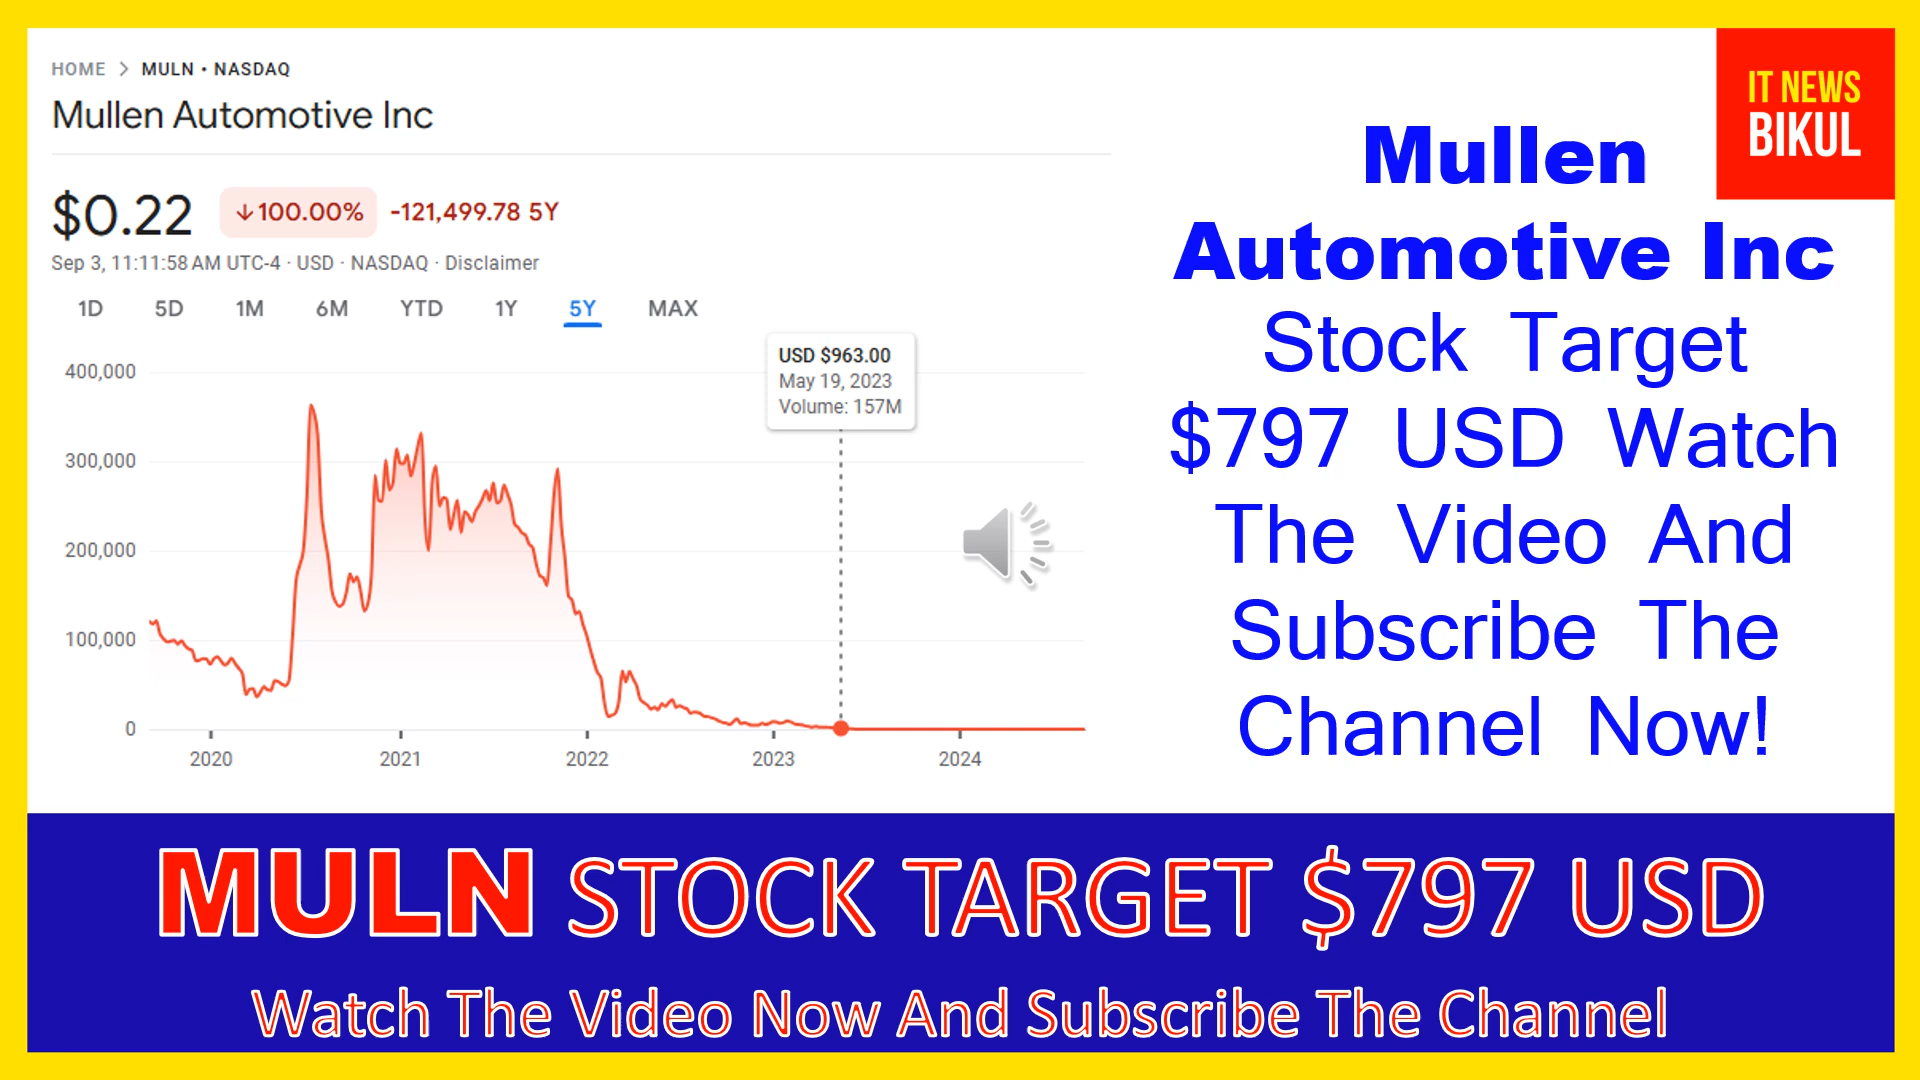 HOME > MULN • NASDAQ
Mullen Automotive Inc
$0.22 ↓100.00% -121,499.78 5Y
Sep 3, 11:11:58 AM UTC-4 · USD · NASDAQ · Disclaimer
1D 5D 1M 6M YTD 1Y 5Y MAX
USD $963.00
May 19, 2023
Volume: 157M
400,000
300,000
200,000
100,000
0
2020 2021 2022 2023 2024
IT NEWS
BIKUL
Mullen
Automotive Inc
Stock Target
$797 USD Watch
The Video And
Subscribe The
Channel Now!
MULN STOCK TARGET $797 USD
Watch The Video Now And Subscribe The Channel